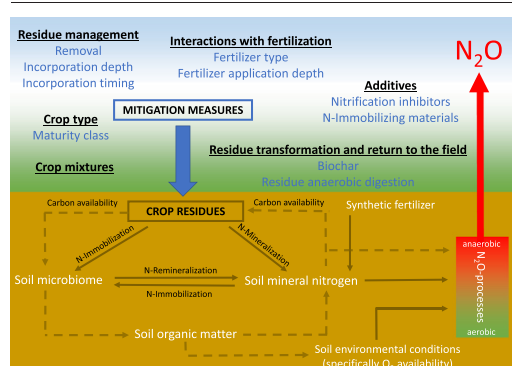 Residue management
Removal
Incorporation depth
Incorporation timing
Interactions with fertilization
Fertilizer type
Fertilizer application depth
N2O
Additives
Nitrification inhibitors
N-Immobilizing materials
MITIGATION MEASURES
Crop type
Maturity class
Crop mixtures
Residue transformation and return to the field
Biochar
Residue anaerobic digestion
Carbon availability
CROP RESIDUES
Carbon availability
Synthetic fertilizer
N-Immobilization
N-Mineralization
anaerobic
N2O-processes
aerobic
Soil microbiome
N-Remineralization
N-Immobilization
Soil mineral nitrogen
Soil organic matter
Soil environmental conditions
(specifically O2 availability)